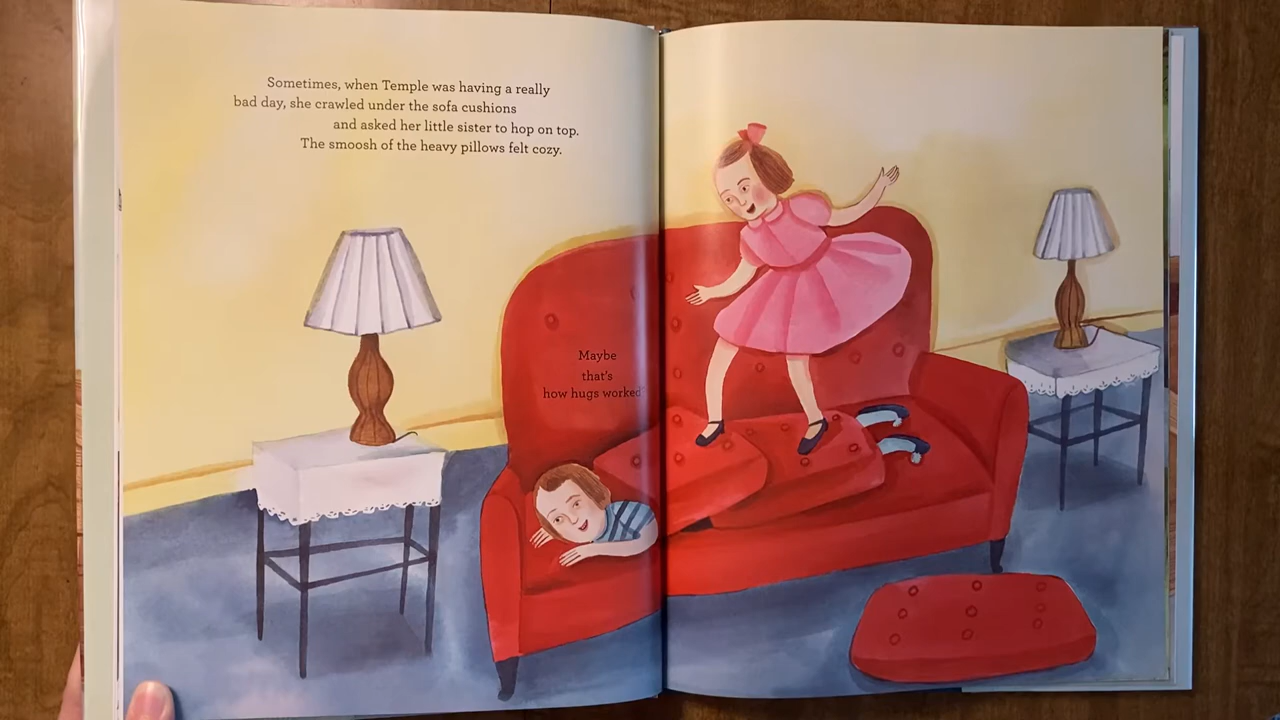 Sometimes, when Temple was having a really
bad day, she crawled under the sofa cushions
and asked her little sister to hop on top.
The smoosh of the heavy pillows felt cozy.
Maybe
that's
how hugs worked